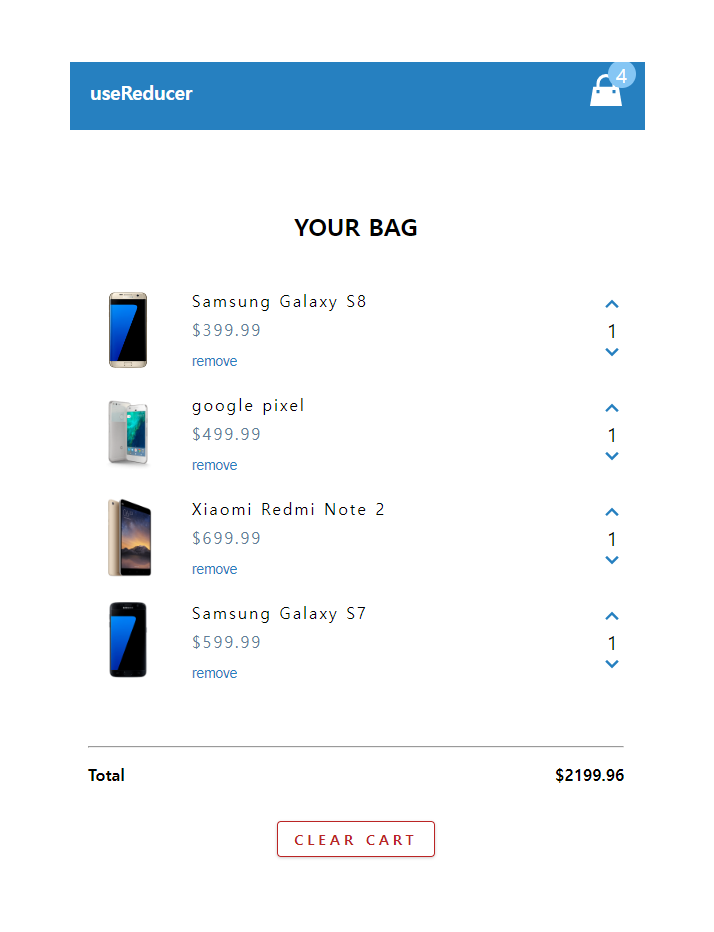 useReducer
4
YOUR BAG
Samsung Galaxy S8
$399.99
1
remove
google pixel
$499.99
1
remove
Xiaomi Redmi Note 2
$699.99
1
remove
Samsung Galaxy S7
$599.99
1
remove
Total $2199.96
CLEAR CART